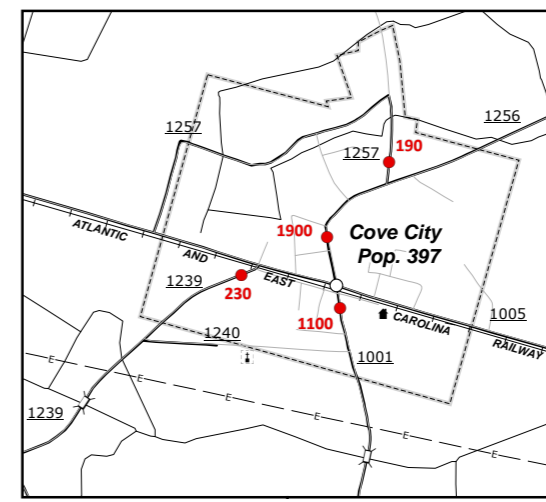 1257
1256
1257
190
1900
Cove City
Pop. 397
ATLANTIC AND EAST CAROLINA RAILWAY
1239
230
1100
1005
1240
1001
1239
E
E
E
E
E